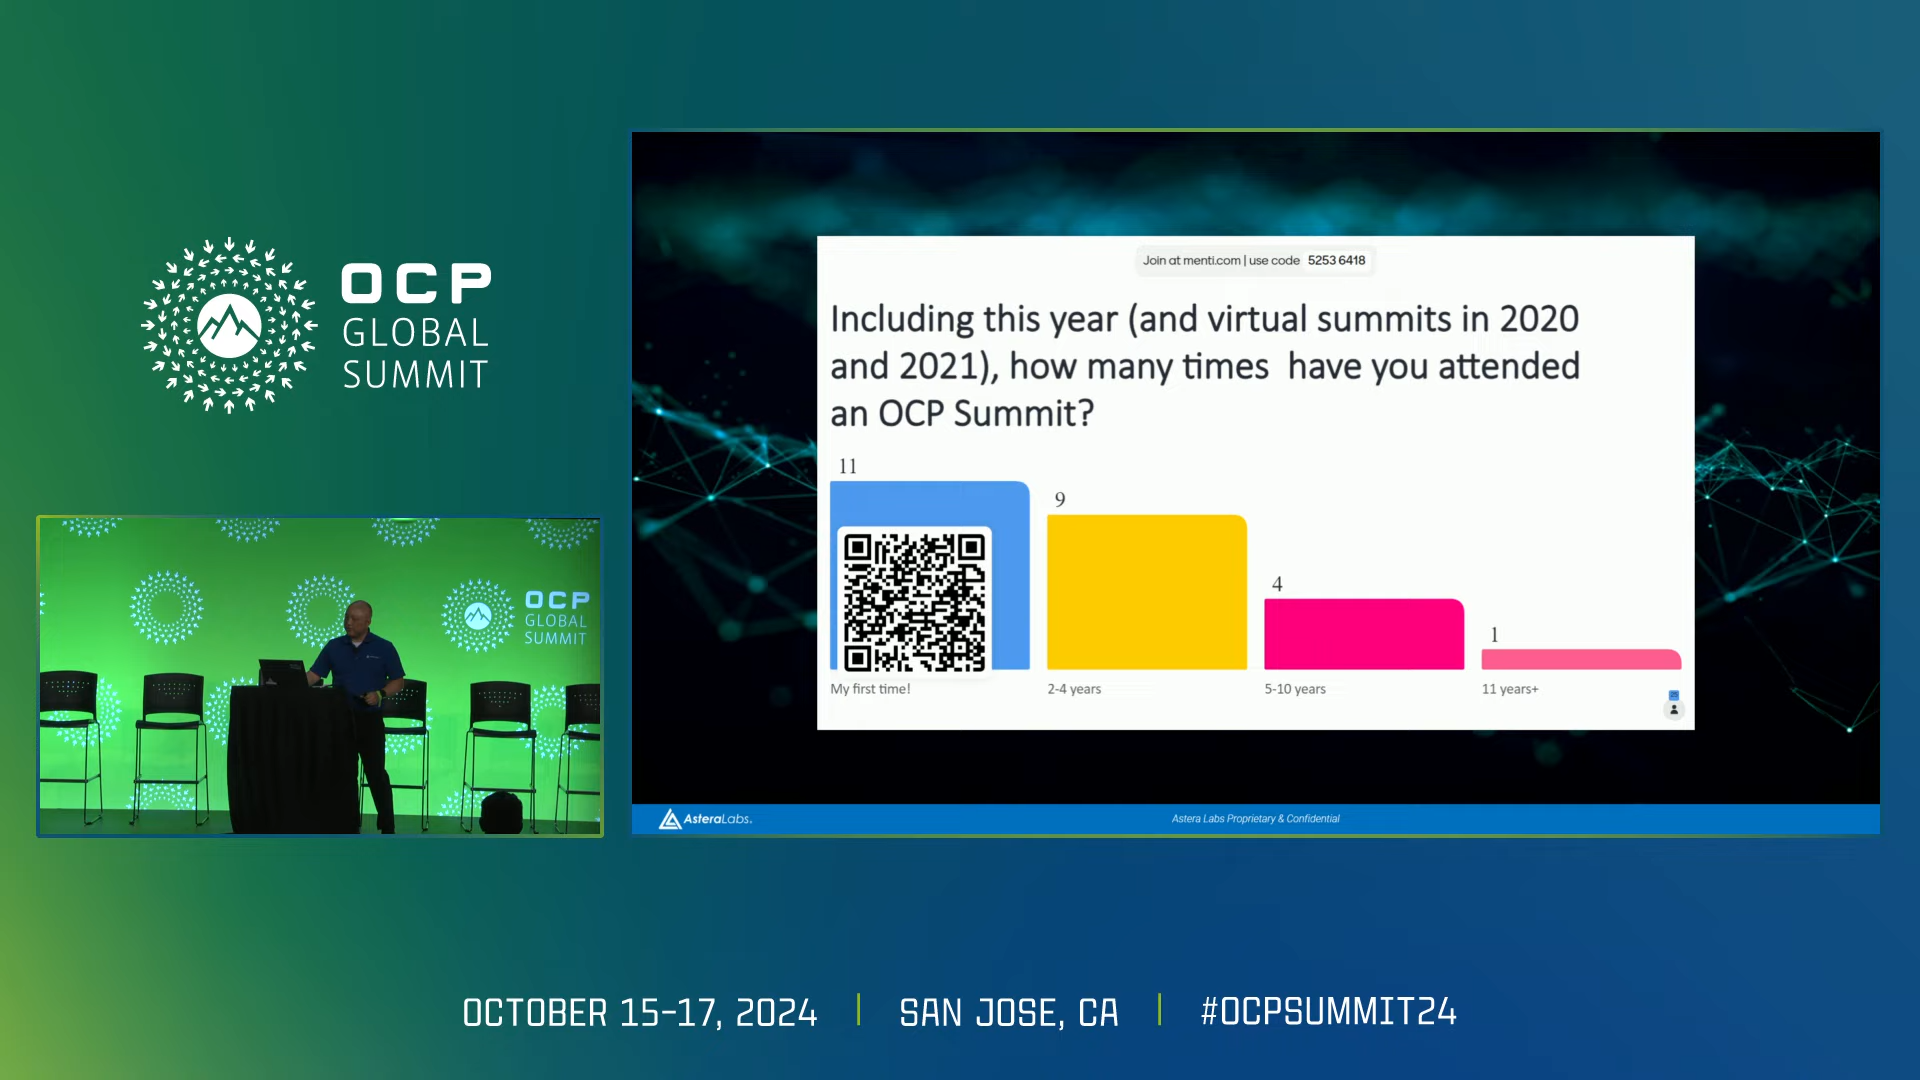 OCP
GLOBAL
SUMMIT
OCP
GLOBAL
SUMMIT
Join at menti.com | use code 5253 6418
Including this year (and virtual summits in 2020
and 2021), how many times  have you attended
an OCP Summit?
11
9
4
1
My first time!
2-4 years
5-10 years
11 years+
AsteraLabs.
Astera Labs Proprietary & Confidential
OCTOBER 15-17, 2024 | SAN JOSE, CA | #OCPSUMMIT24